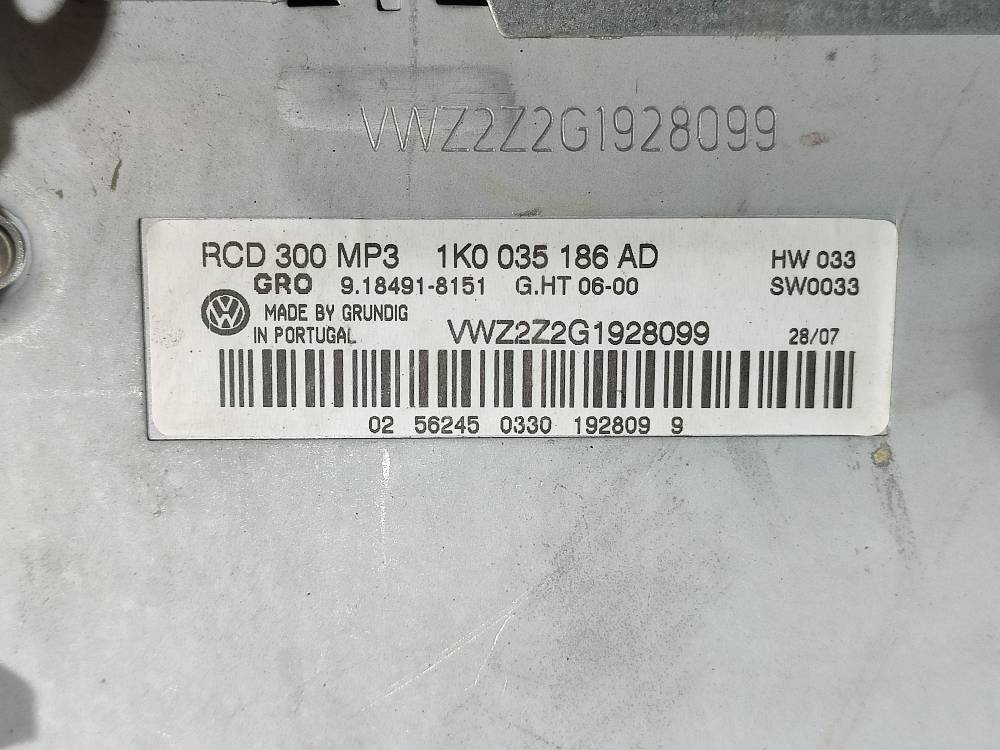 VWZ2Z2G1928099
RCD 300 MP3 1K0 035 186 AD HW 033
GRO 9.18491-8151 G.HT 06-00 SW0033
MADE BY GRUNDIG
IN PORTUGAL VWZ2Z2G1928099 28/07
02 56245 0330 192809 9